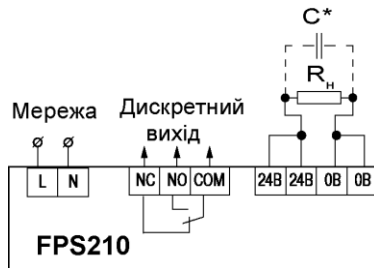 C*
Rн
Мережа
Дискретний
вихід
L N NC NO COM 24В 24В 0В 0В
FPS210